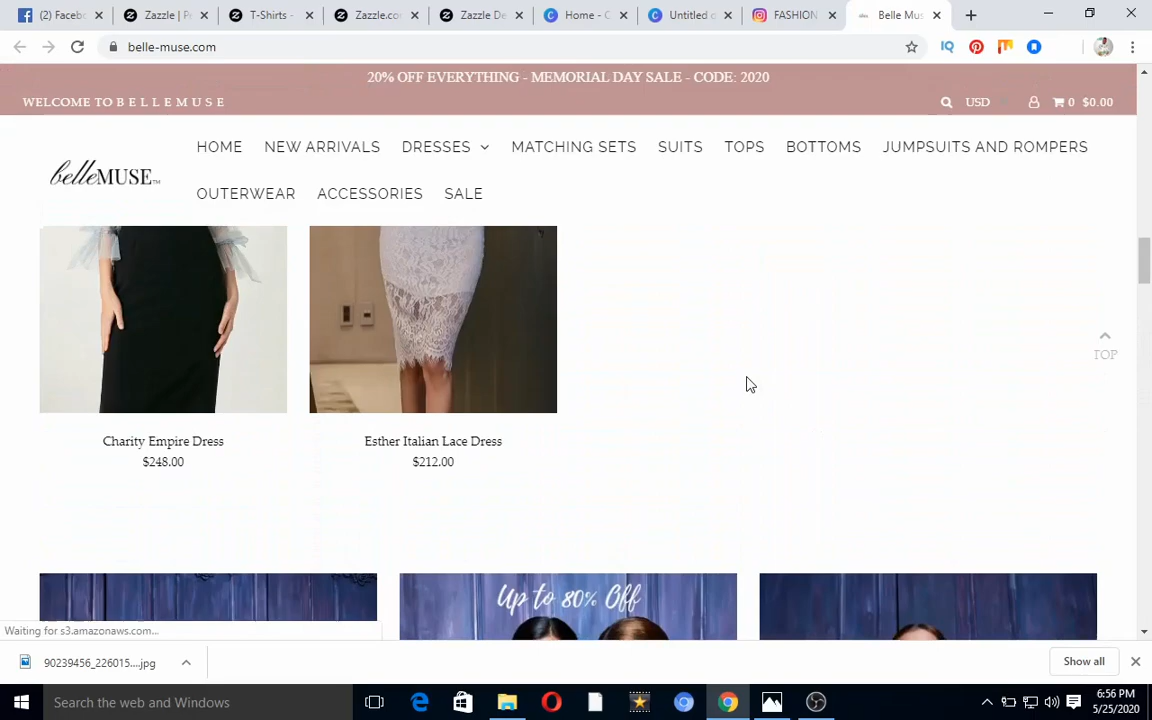 (2) Facebo
Zazzle | P
T-Shirts -
Zazzle.co
Zazzle De
Home - C
Untitled d
FASHION
Belle Mus
belle-muse.com
20% OFF EVERYTHING - MEMORIAL DAY SALE - CODE: 2020
WELCOME TO B E L L E M U S E
USD
0 $0.00
HOME NEW ARRIVALS DRESSES MATCHING SETS SUITS TOPS BOTTOMS JUMPSUITS AND ROMPERS
belleMUSE™
OUTERWEAR ACCESSORIES SALE
TOP
Charity Empire Dress
$248.00
Esther Italian Lace Dress
$212.00
Up to 80% Off
Waiting for s3.amazonaws.com...
90239456_226015....jpg
Show all
Search the web and Windows
6:56 PM
5/25/2020